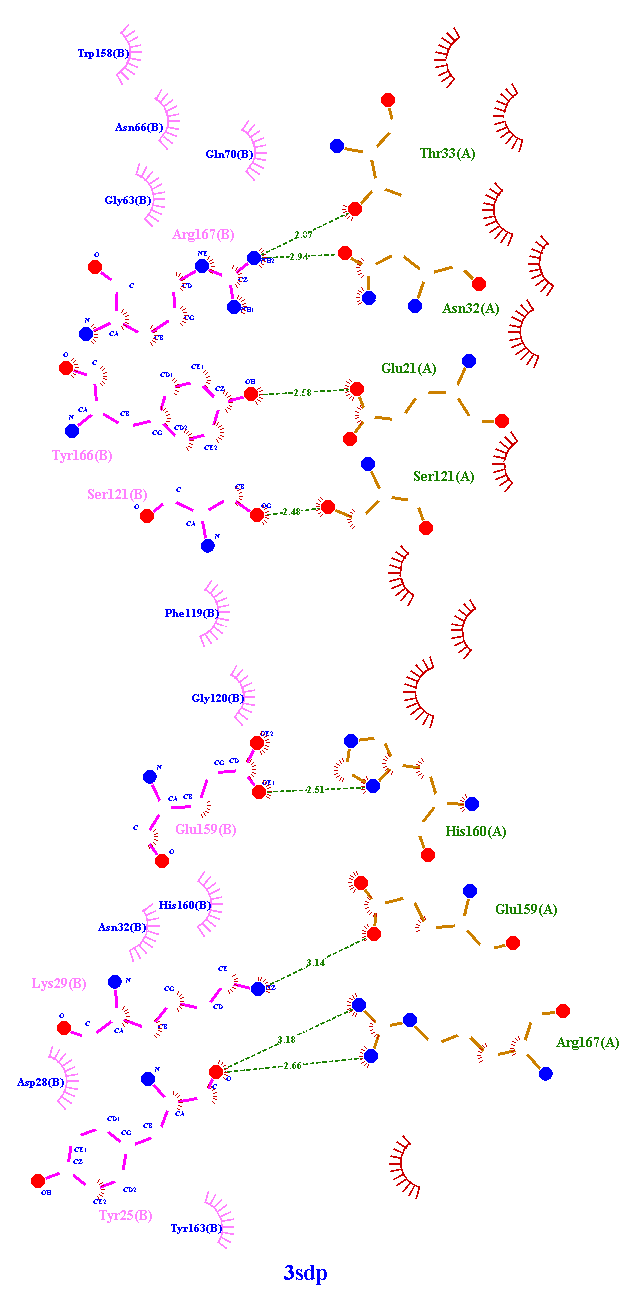 Trp158(B)
Asn66(B)
Gln70(B)
Thr33(A)
Gly63(B)
Arg167(B)
2.94
O
NE
NH2
C
CD
CZ
NH1
Asn32(A)
N
CA
CB
CG
O
C
Glu21(A)
CD1
CE1
CZ
OH
CA
N
CB
CG
CD2
CE2
Tyr166(B)
Ser121(A)
Ser121(B)
C
CB
O
OG
2.48
CA
N
Phe119(B)
Gly120(B)
OE2
N
CG
CD
OE1
2.51
CA
CB
C
Glu159(B)
His160(A)
O
His160(B)
Glu159(A)
Asn32(B)
3.14
Lys29(B)
N
CE
CG
NZ
O
C
CA
CB
CD
3.18
Arg167(A)
2.66
Asp28(B)
N
O
C
CA
CD1
CB
CG
CE1
CZ
OH
CE2
CD2
Tyr25(B)
Tyr163(B)
3sdp